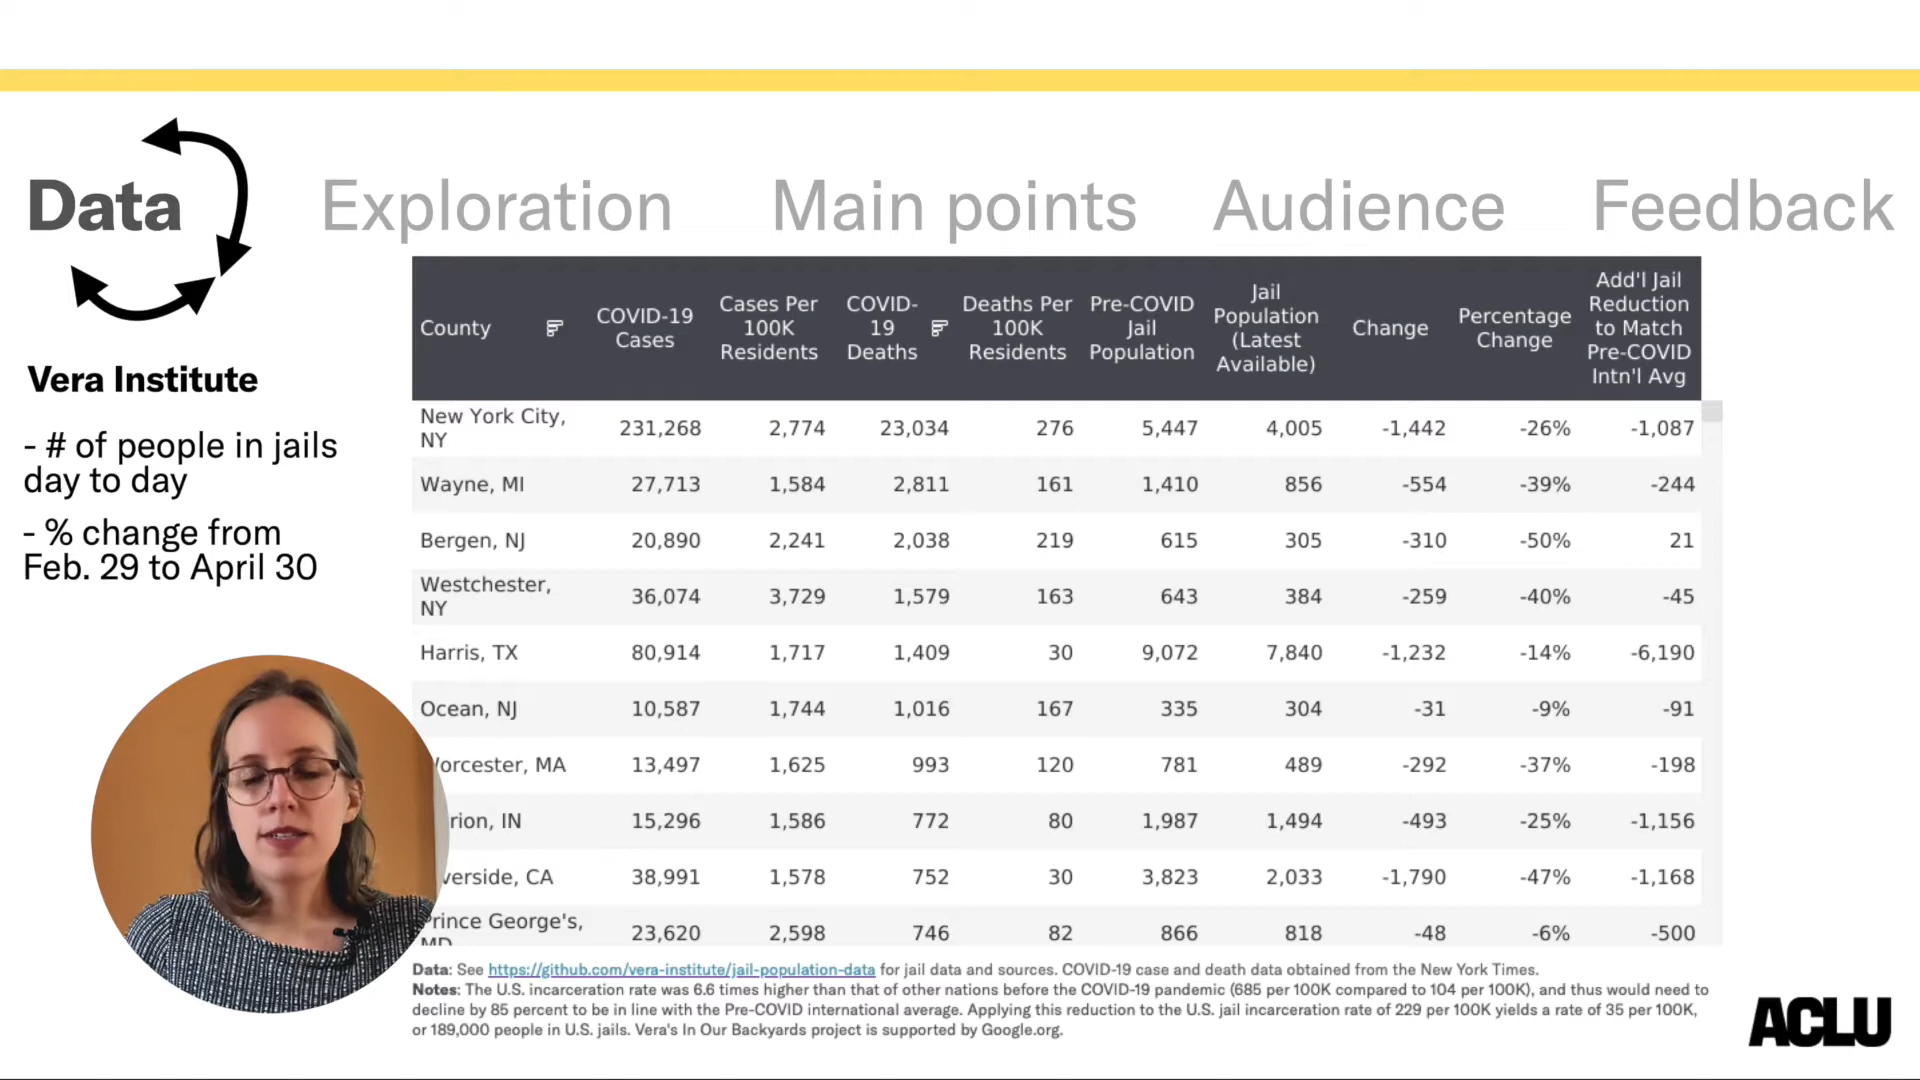 Data Exploration Main points Audience Feedback
Vera Institute
- # of people in jails
day to day
- % change from
Feb. 29 to April 30
County COVID-19 Cases Cases Per 100K Residents COVID-19 Deaths Deaths Per 100K Residents Pre-COVID Jail Population Jail Population (Latest Available) Change Percentage Change Add'l Jail Reduction to Match Pre-COVID Intn'l Avg
New York City, NY 231,268 2,774 23,034 276 5,447 4,005 -1,442 -26% -1,087
Wayne, MI 27,713 1,584 2,811 161 1,410 856 -554 -39% -244
Bergen, NJ 20,890 2,241 2,038 219 615 305 -310 -50% 21
Westchester, NY 36,074 3,729 1,579 163 643 384 -259 -40% -45
Harris, TX 80,914 1,717 1,409 30 9,072 7,840 -1,232 -14% -6,190
Ocean, NJ 10,587 1,744 1,016 167 335 304 -31 -9% -91
Worcester, MA 13,497 1,625 993 120 781 489 -292 -37% -198
rion, IN 15,296 1,586 772 80 1,987 1,494 -493 -25% -1,156
verside, CA 38,991 1,578 752 30 3,823 2,033 -1,790 -47% -1,168
Prince George's, MD 23,620 2,598 746 82 866 818 -48 -6% -500
Data: See https://github.com/vera-institute/jail-population-data for jail data and sources. COVID-19 case and death data obtained from the New York Times.
Notes: The U.S. incarceration rate was 6.6 times higher than that of other nations before the COVID-19 pandemic (685 per 100K compared to 104 per 100K), and thus would need to
decline by 85 percent to be in line with the Pre-COVID international average. Applying this reduction to the U.S. jail incarceration rate of 229 per 100K yields a rate of 35 per 100K,
or 189,000 people in U.S. jails. Vera's In Our Backyards project is supported by Google.org.
ACLU